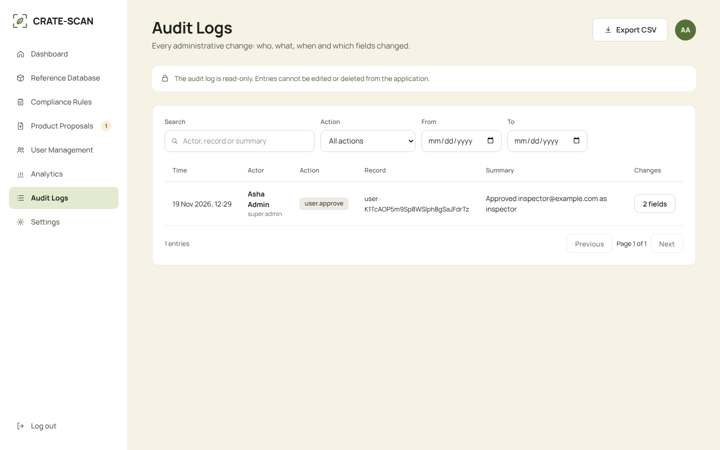 CRATE-SCAN
Dashboard
Reference Database
Compliance Rules
Product Proposals 1
User Management
Analytics
Audit Logs
Settings
Log out
Audit Logs
Every administrative change: who, what, when and which fields changed.
Export CSV
AA
The audit log is read-only. Entries cannot be edited or deleted from the application.
Search Action From To
Actor, record or summary All actions mm/dd/yyyy mm/dd/yyyy
Time Actor Action Record Summary Changes
19 Nov 2026, 12:29
Asha
Admin
super admin
user.approve
user ·
Approved inspector@example.com as
inspector
2 fields
1 entries
Previous Page 1 of 1 Next